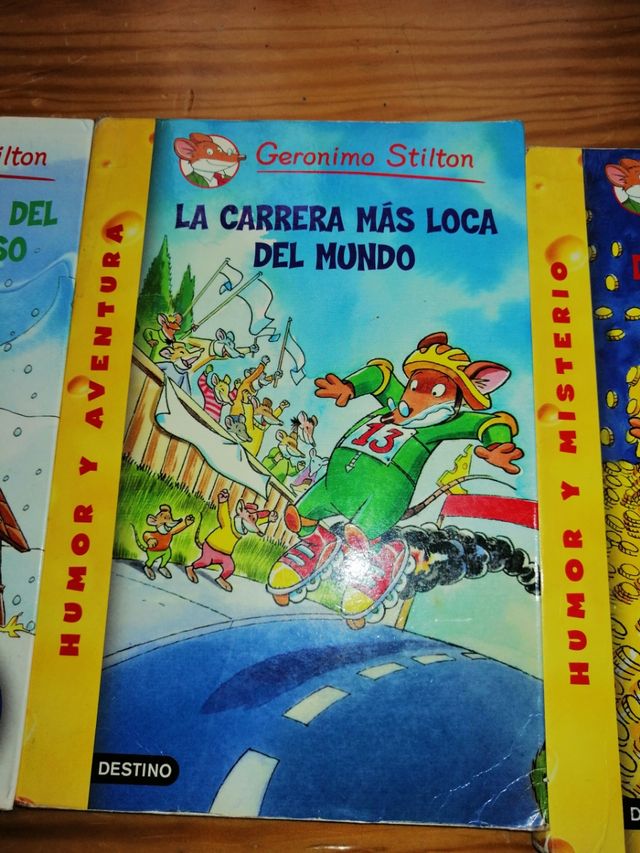 ilton
DEL
SO
HUMOR Y AVENTURA
Geronimo Stilton
LA CARRERA MÁS LOCA
DEL MUNDO
13
DESTINO
HUMOR Y MISTERIO
D